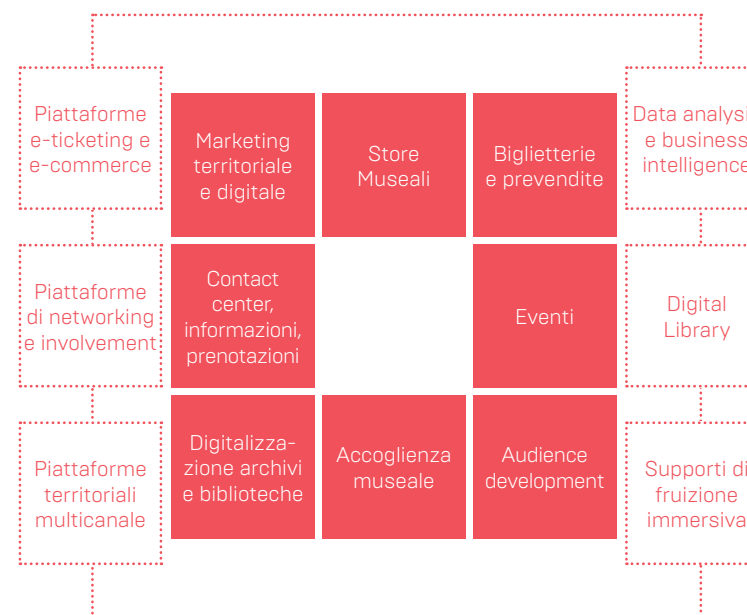 Piattaforme
e-ticketing e
e-commerce
Marketing
territoriale
e digitale
Store
Museali
Biglietterie
e prevendite
Data analysi
e business
intelligence
Piattaforme
di networking
e involvement
Contact
center,
informazioni,
prenotazioni
Eventi
Digital
Library
Piattaforme
territoriali
multicanale
Digitalizza-
zione archivi
e biblioteche
Accoglienza
museale
Audience
development
Supporti di
fruizione
immersiva